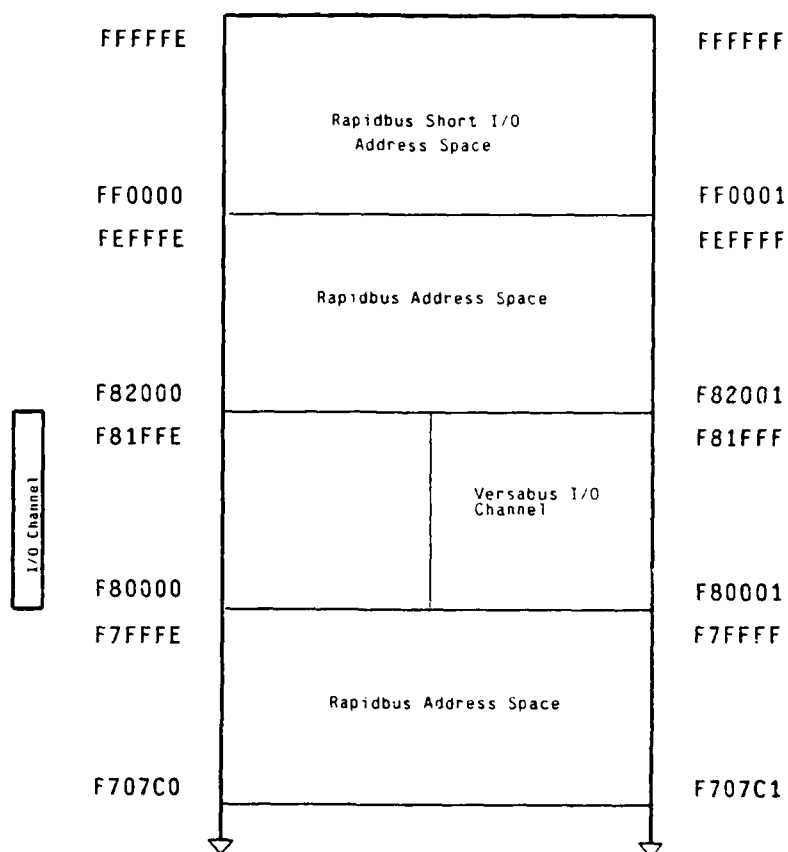 FFFFFE FFFFFF
Rapidbus Short I/O
Address Space
FF0000 FF0001
FEFFFE FEFFFF
Rapidbus Address Space
F82000 F82001
F81FFE F81FFF
I/O Channel
Versabus I/O
Channel
F80000 F80001
F7FFFE F7FFFF
Rapidbus Address Space
F707C0 F707C1